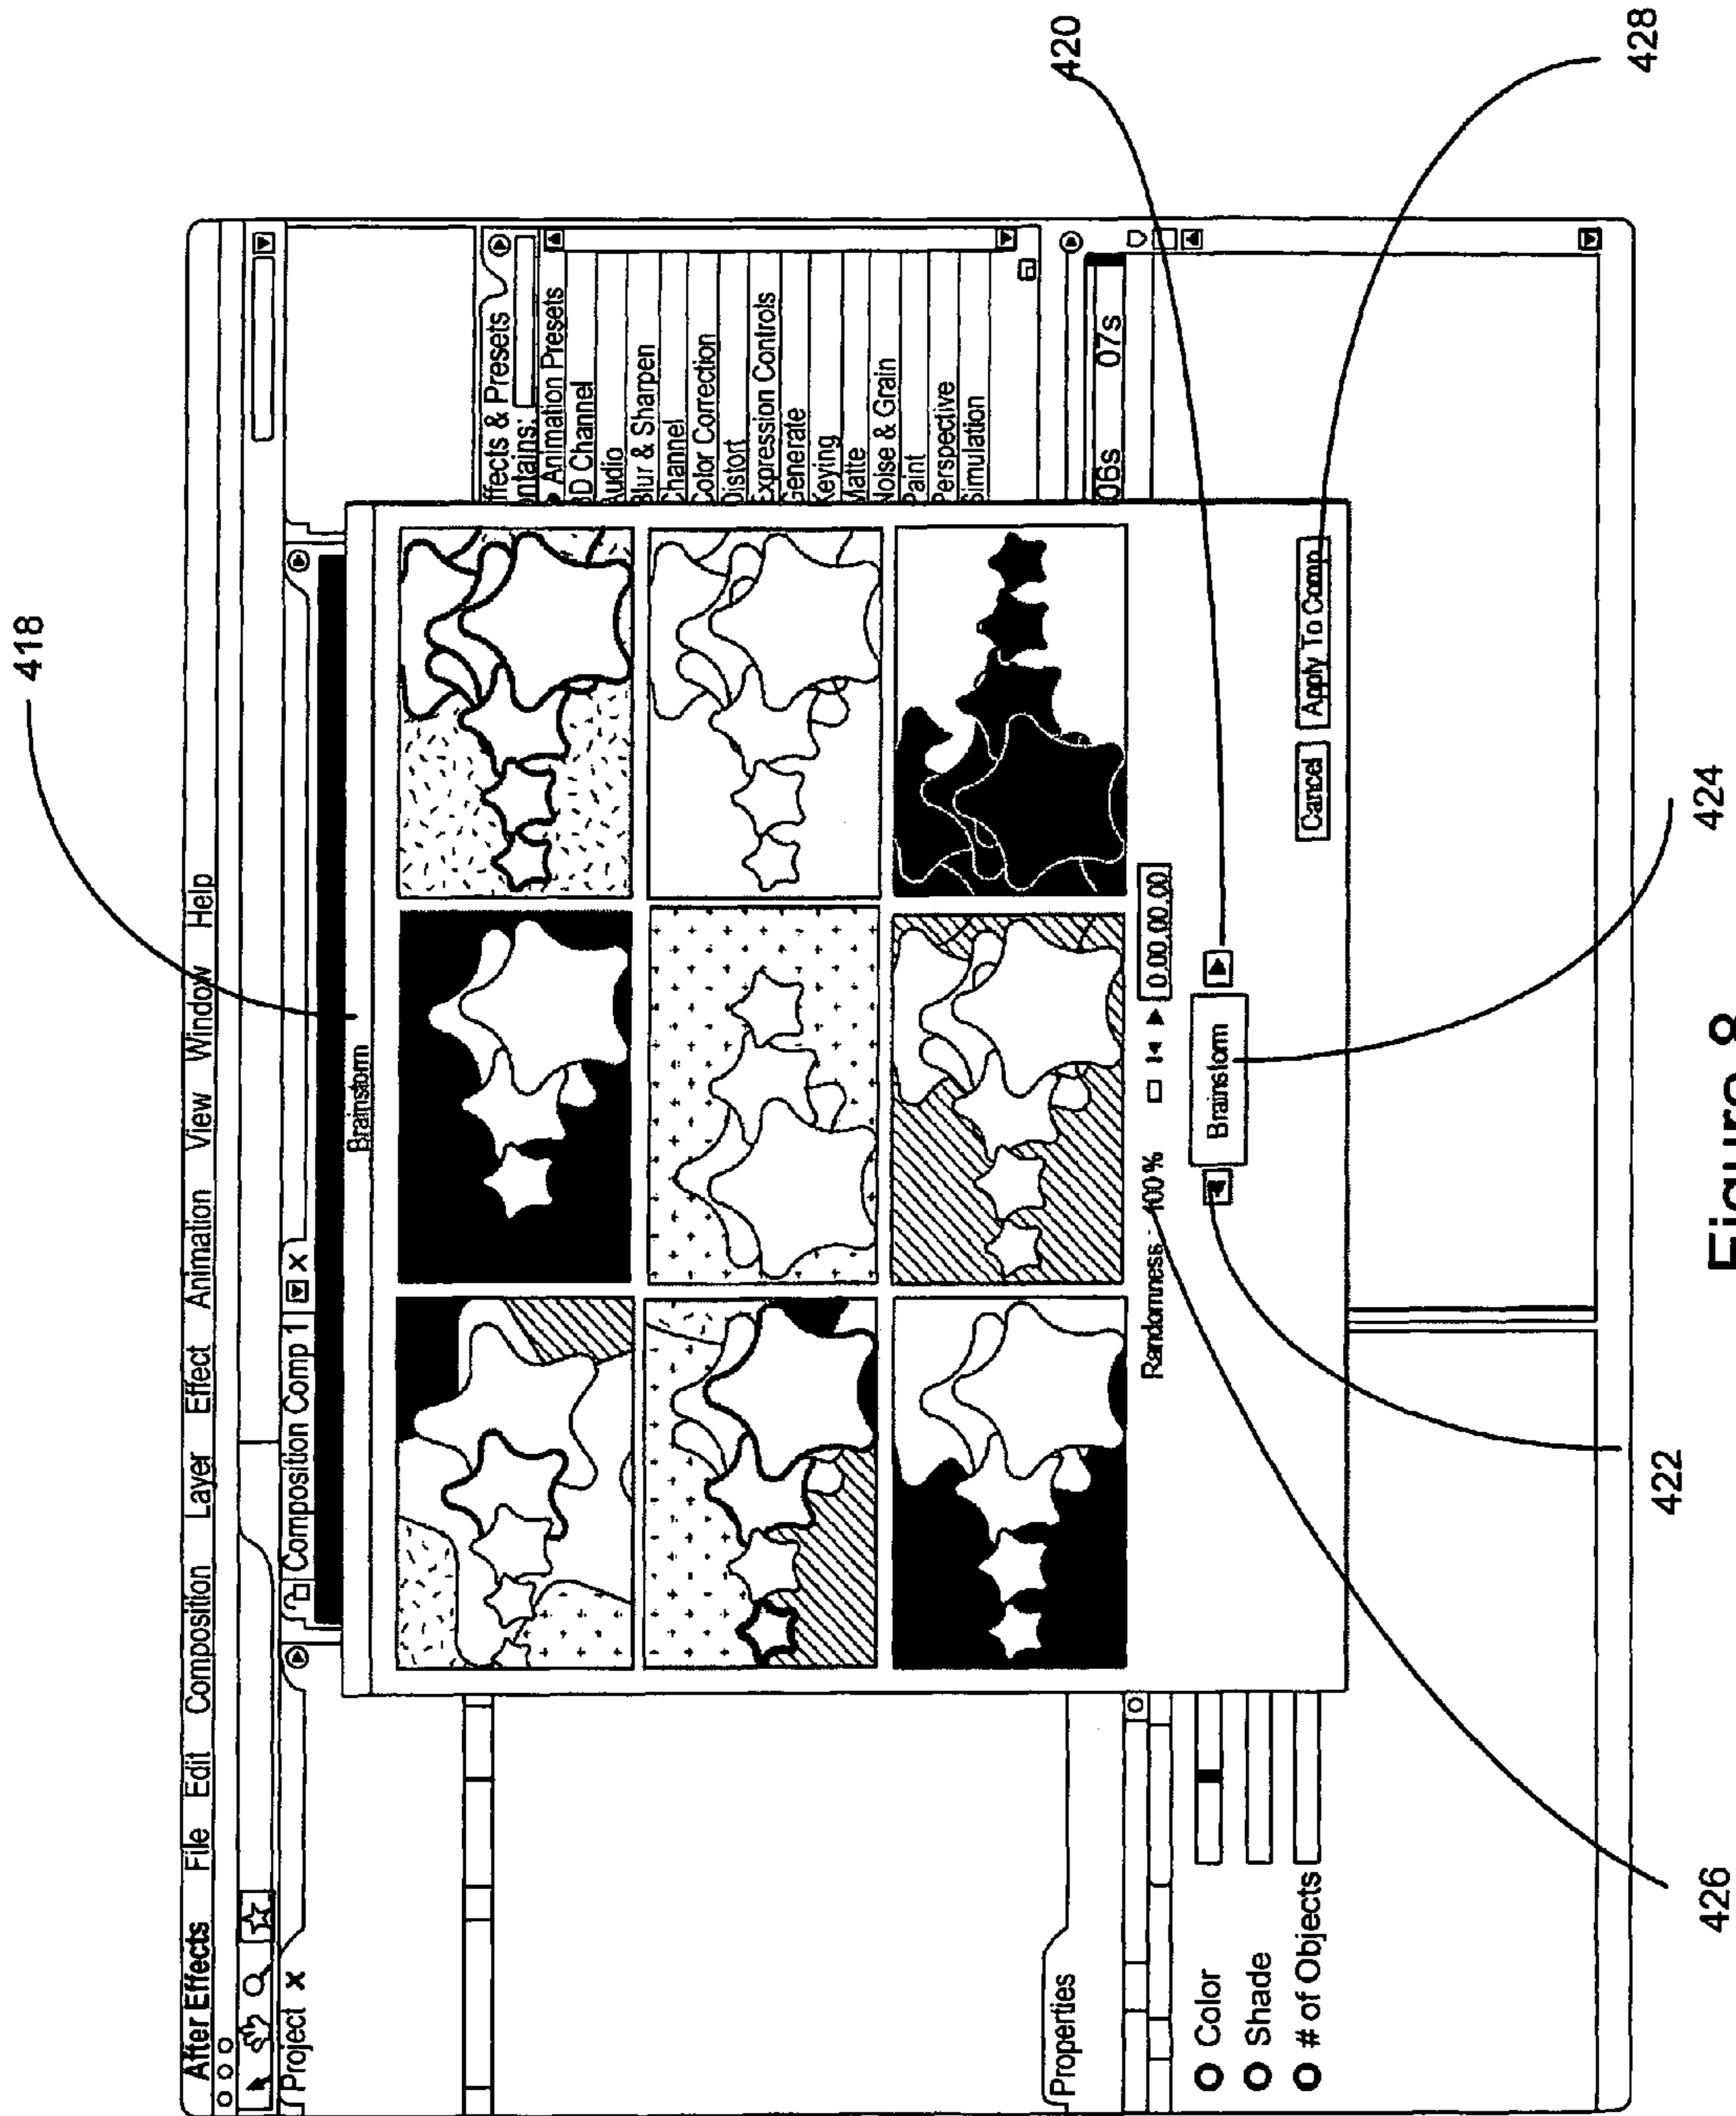 418
After Effects File Edit Composition Layer Effect Animation View Window Help
Project x
Composition Comp 1 x
Brainstorm
ffects & Presets
ontains:
Animation Presets
3D Channel
Audio
Blur & Sharpen
Channel
Color Correction
Distort
Expression Controls
Generate
Keying
Matte
Noise & Grain
Paint
Perspective
Simulation
Properties
06s 07s
Randomness - 100 % 0,00,00,00
Color
Shade
# of Objects
Brainstorm
Cancel
Apply To Comp
420
422
424
426
428
Figure 8